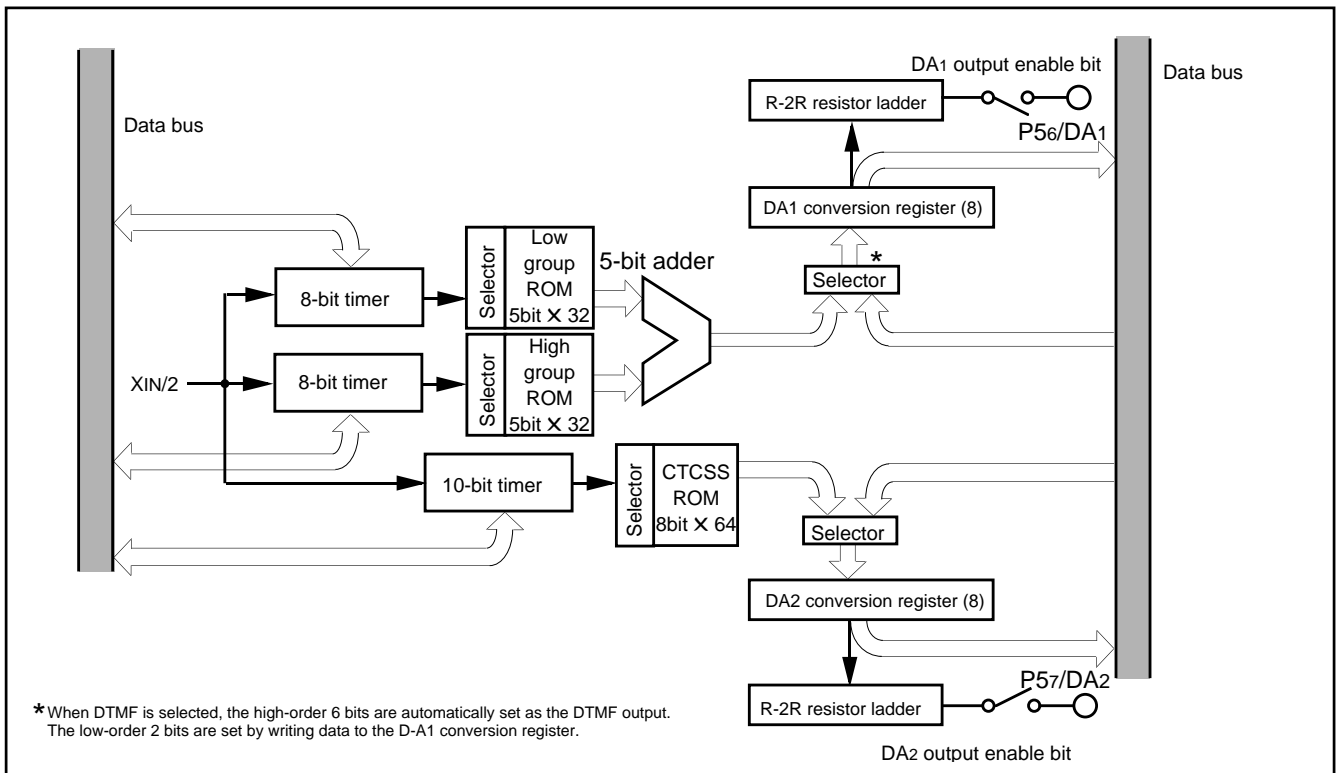 DA1 output enable bit
Data bus
R-2R resistor ladder
P56/DA1
Data bus
DA1 conversion register (8)
*
Selector
Low
group
ROM
5bit X 32
Selector
5-bit adder
8-bit timer
Selector
High
group
ROM
5bit X 32
Selector
XIN/2
8-bit timer
10-bit timer
Selector
CTCSS
ROM
8bit X 64
Selector
DA2 conversion register (8)
R-2R resistor ladder
P57/DA2
DA2 output enable bit
* When DTMF is selected, the high-order 6 bits are automatically set as the DTMF output.
The low-order 2 bits are set by writing data to the D-A1 conversion register.